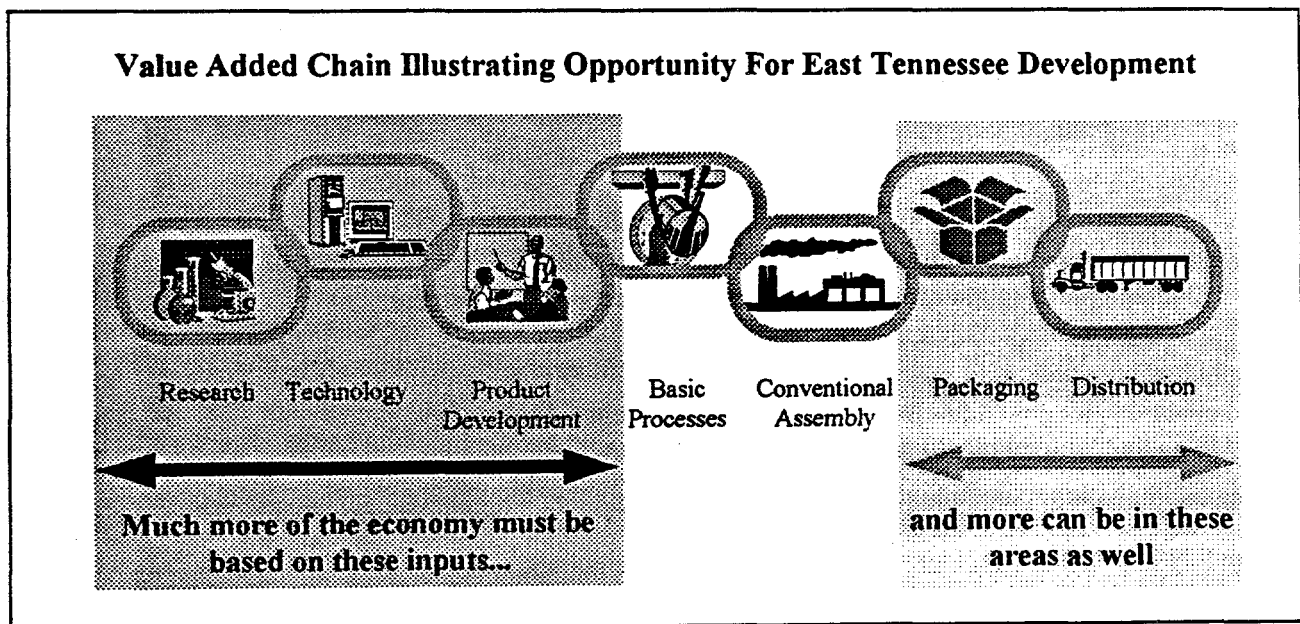 Value Added Chain Illustrating Opportunity For East Tennessee Development
Research
Technology
Product
Development
Basic
Processes
Conventional
Assembly
Packaging
Distribution
Much more of the economy must be
based on these inputs...
and more can be in these
areas as well